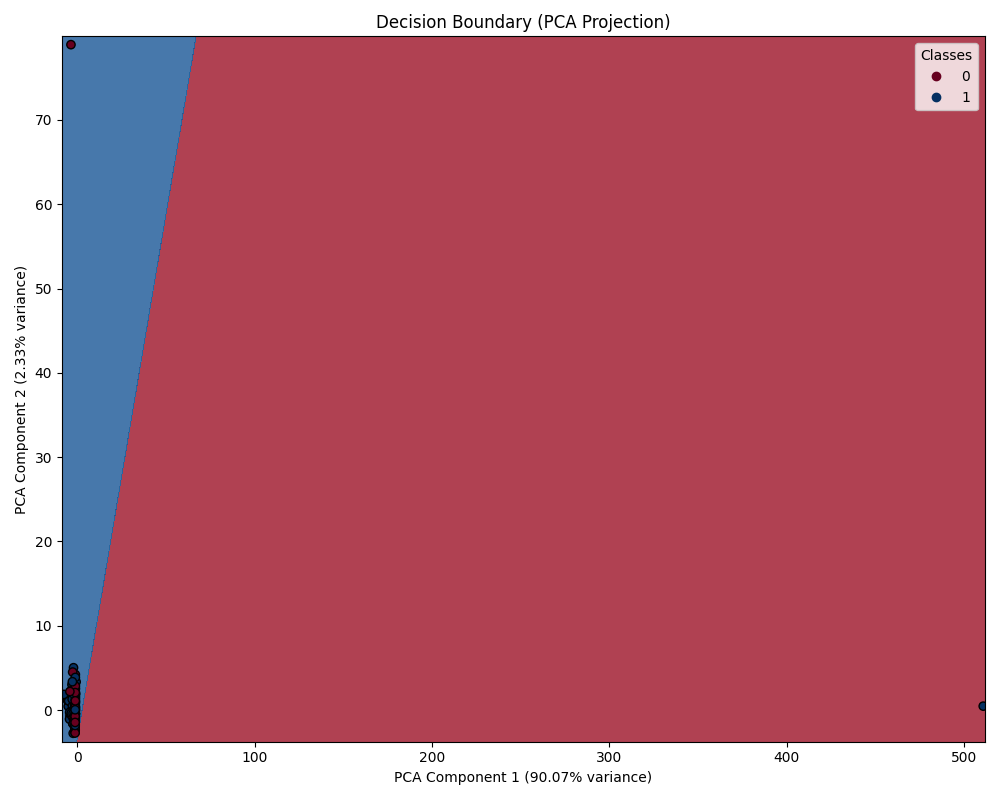 Decision Boundary (PCA Projection)
Classes
0
1
70
60
50
40
30
20
10
0
PCA Component 2 (2.33% variance)
0 100 200 300 400 500
PCA Component 1 (90.07% variance)